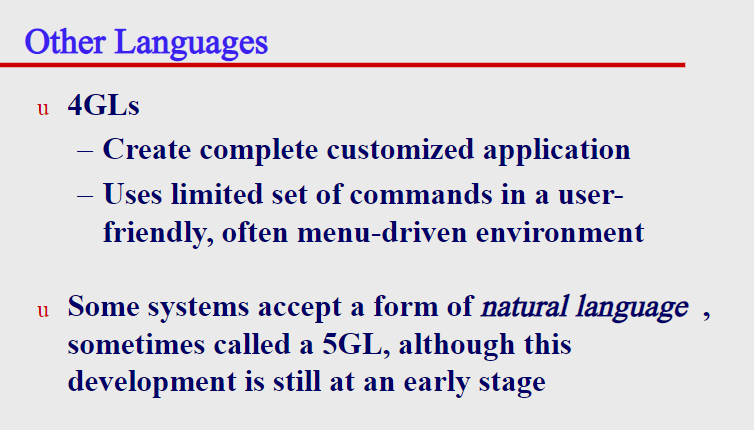 Other Languages
u 4GLs
– Create complete customized application
– Uses limited set of commands in a user-
friendly, often menu-driven environment
u Some systems accept a form of natural language ,
sometimes called a 5GL, although this
development is still at an early stage